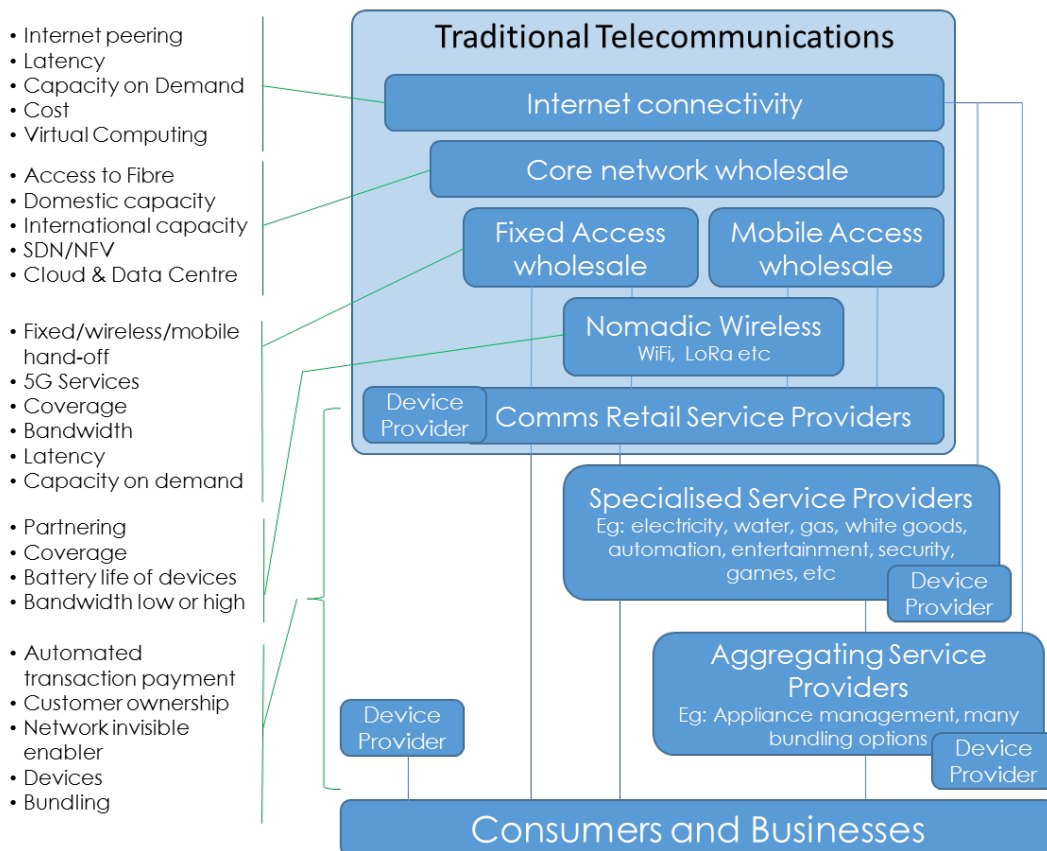 • Internet peering
• Latency
• Capacity on Demand
• Cost
• Virtual Computing
• Access to Fibre
• Domestic capacity
• International capacity
• SDN/NFV
• Cloud & Data Centre
• Fixed/wireless/mobile
hand-off
• 5G Services
• Coverage
• Bandwidth
• Latency
• Capacity on demand
• Partnering
• Coverage
• Battery life of devices
• Bandwidth low or high
• Automated
transaction payment
• Customer ownership
• Network invisible
enabler
• Devices
• Bundling
Traditional Telecommunications
Internet connectivity
Core network wholesale
Fixed Access
wholesale
Mobile Access
wholesale
Nomadic Wireless
WiFi, LoRa etc
Device
Provider
Comms Retail Service Providers
Specialised Service Providers
Eg: electricity, water, gas, white goods,
automation, entertainment, security,
games, etc
Device
Provider
Aggregating Service
Providers
Eg: Appliance management, many
bundling options
Device
Provider
Device
Provider
Consumers and Businesses